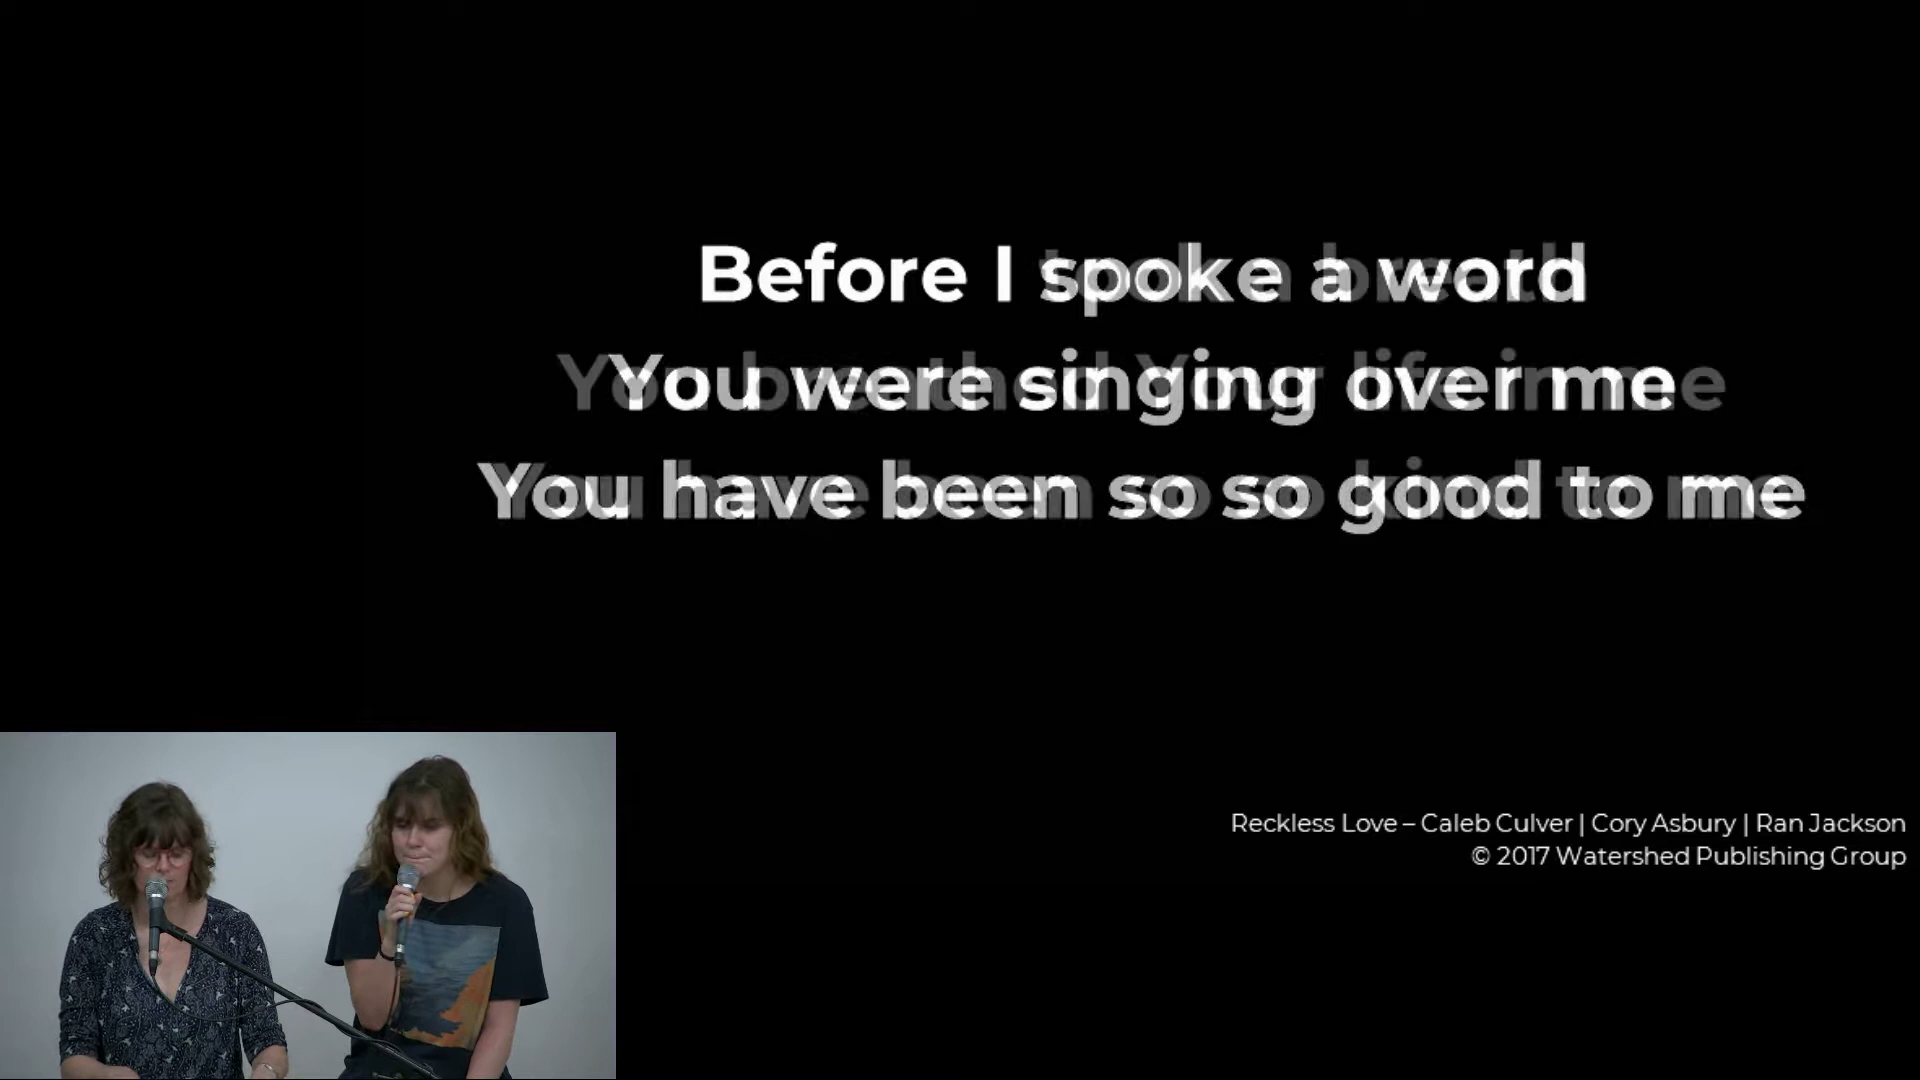 Before I spoke a word
You were singing over me
You have been so so good to me
Reckless Love – Caleb Culver | Cory Asbury | Ran Jackson
© 2017 Watershed Publishing Group